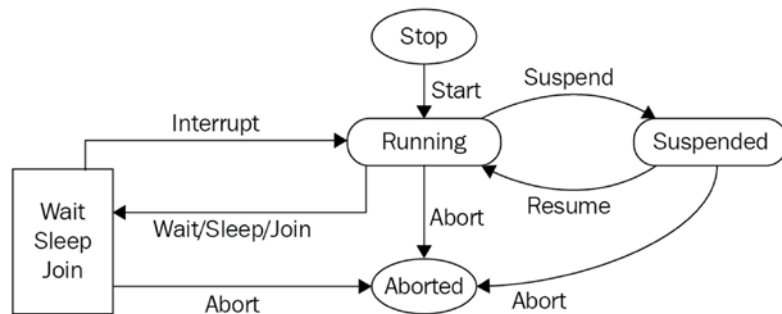 Stop
Start
Suspend
Interrupt
Running
Suspended
Wait
Sleep
Join
Wait/Sleep/Join
Abort
Resume
Abort
Aborted
Abort